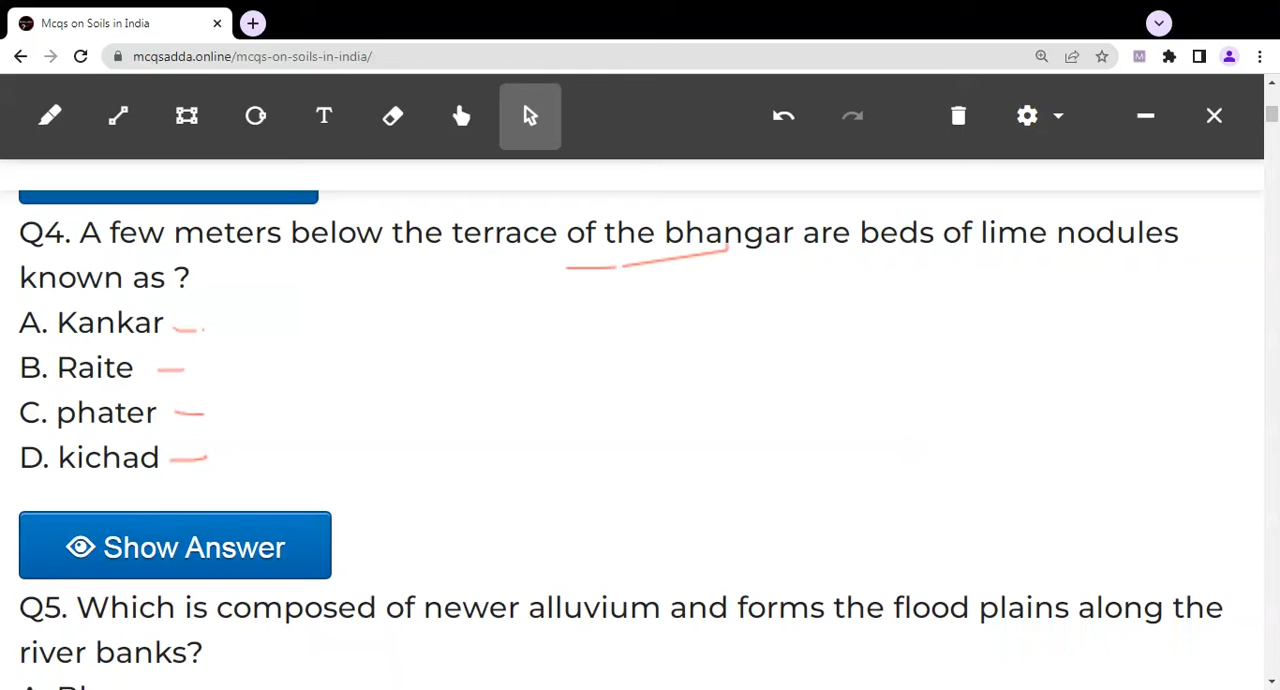 Mcqs on Soils in India
mcqsadda.online/mcqs-on-soils-in-india/
M
T
Q4. A few meters below the terrace of the bhangar are beds of lime nodules
known as ?
A. Kankar
B. Raite
C. phater
D. kichad
Show Answer
Q5. Which is composed of newer alluvium and forms the flood plains along the
river banks?